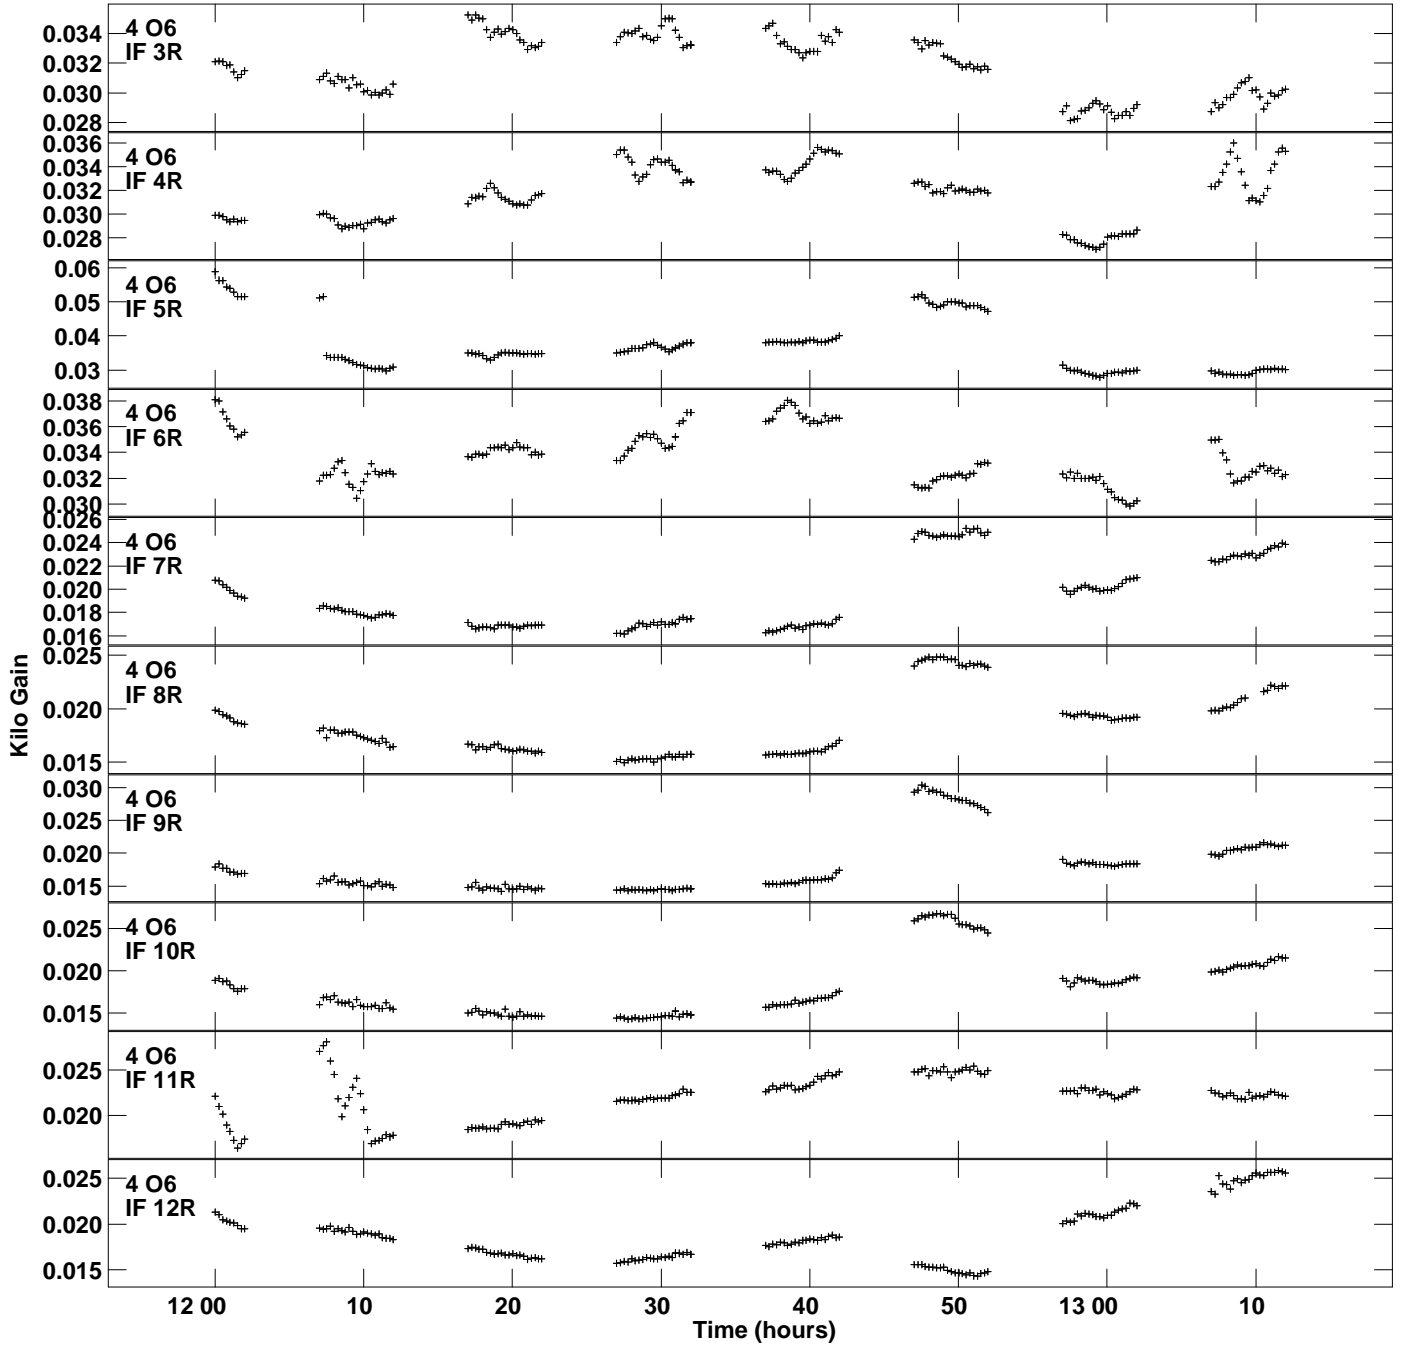 0.034
0.032
0.030
0.028
4 O6
IF 3R
0.036
0.034
0.032
0.030
0.028
4 O6
IF 4R
0.06
0.05
0.04
0.03
4 O6
IF 5R
0.038
0.036
0.034
0.032
0.030
4 O6
IF 6R
0.026
0.024
0.022
0.020
0.018
0.016
4 O6
IF 7R
0.025
0.020
0.015
4 O6
IF 8R
Kilo Gain
0.030
0.025
0.020
0.015
4 O6
IF 9R
0.025
0.020
0.015
4 O6
IF 10R
0.025
0.020
4 O6
IF 11R
0.025
0.020
0.015
4 O6
IF 12R
12 00 10 20 30 40 50 13 00 10
Time (hours)